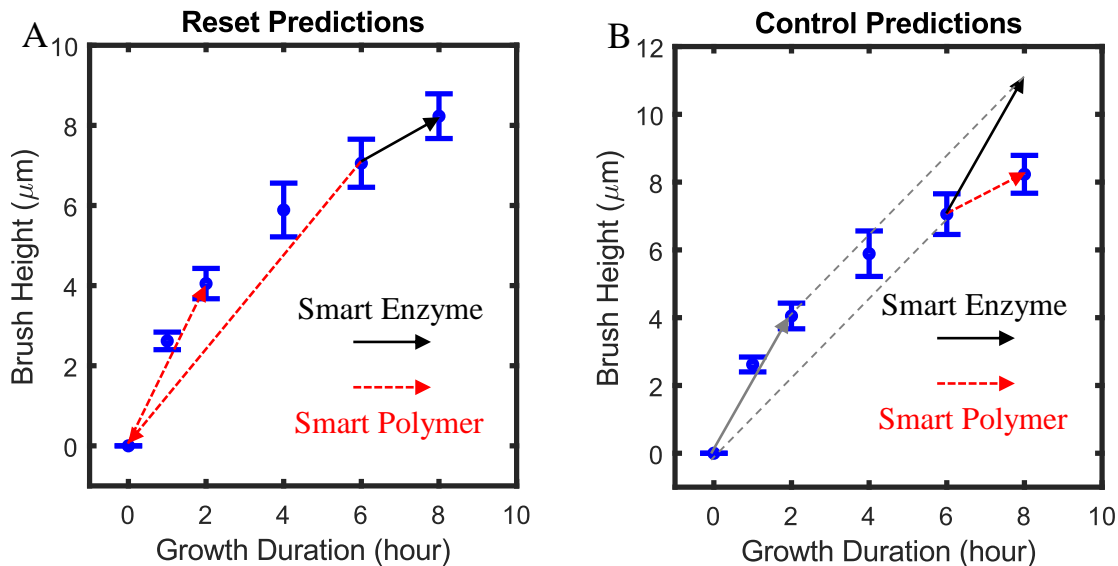 A
Reset Predictions
10
8
6
4
2
0
0 2 4 6 8 10
Brush Height (μm)
Growth Duration (hour)
Smart Enzyme
Smart Polymer
B
Control Predictions
12
10
8
6
4
2
0
0 2 4 6 8 10
Brush Height (μm)
Growth Duration (hour)
Smart Enzyme
Smart Polymer